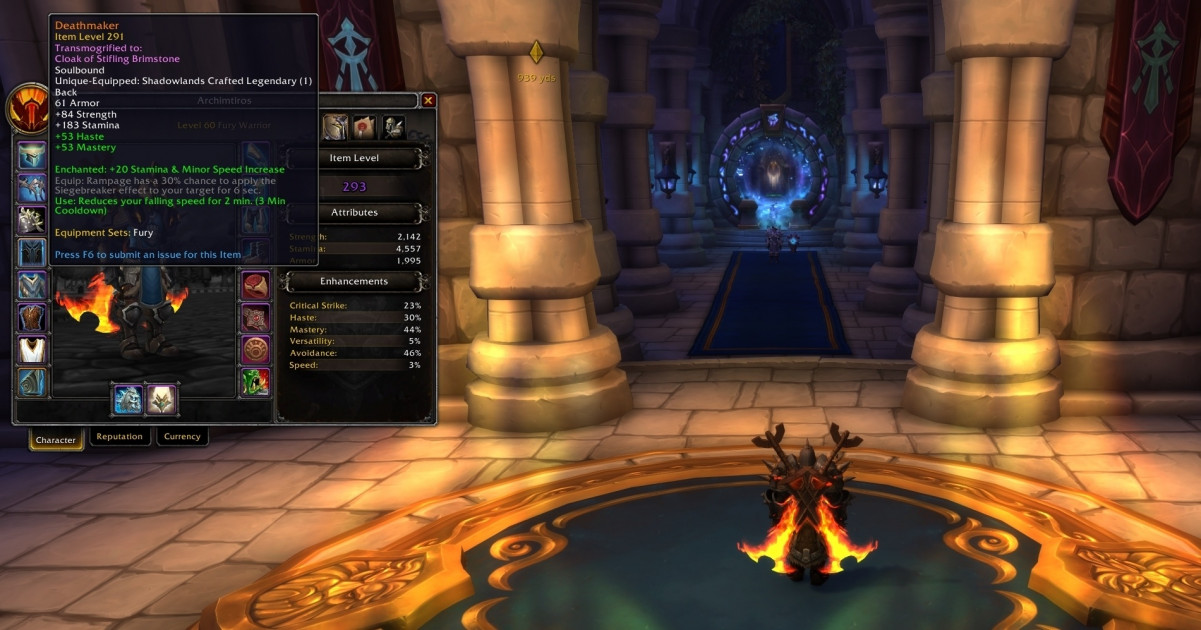 Deathmaker
Item Level 291
Transmogrified to:
Cloak of Stifling Brimstone
Soulbound
Unique-Equipped: Shadowlands Crafted Legendary (1)
Back
61 Armor
+84 Strength
+183 Stamina
+53 Haste
+53 Mastery
Enchanted: +20 Stamina & Minor Speed Increase
Equip: Rampage has a 30% chance to apply the
Siegebreaker effect to your target for 6 sec.
Use: Reduces your falling speed for 2 min. (3 Min
Cooldown)
Equipment Sets: Fury
Press F6 to submit an issue for this Item
Archimtiros
Level 60 Fury Warrior
Item Level
293
Attributes
Strength: 2,142
Stamina: 4,557
Armor: 1,995
Enhancements
Critical Strike: 23%
Haste: 30%
Mastery: 44%
Versatility: 5%
Avoidance: 46%
Speed: 3%
Character
Reputation
Currency
939 yds